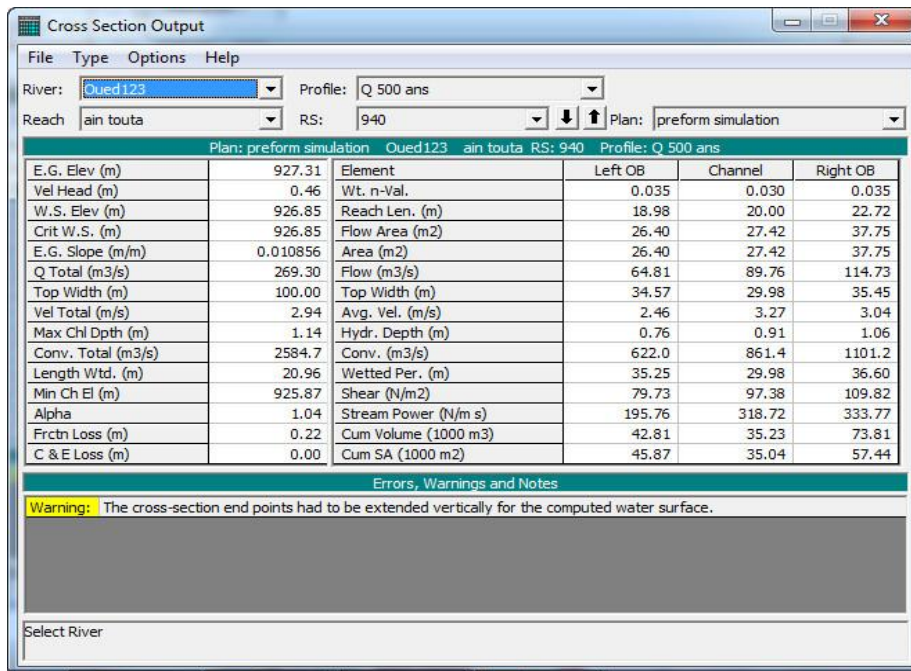 Cross Section Output
File Type Options Help
River: Oued123 Profile: Q 500 ans
Reach ain touta RS: 940 Plan: preform simulation
Plan: preform simulation Oued123 ain touta RS: 940 Profile: Q 500 ans
E.G. Elev (m) 927.31 Element Left OB Channel Right OB
Vel Head (m) 0.46 Wt. n-Val. 0.035 0.030 0.035
W.S. Elev (m) 926.85 Reach Len. (m) 18.98 20.00 22.72
Crit W.S. (m) 926.85 Flow Area (m2) 26.40 27.42 37.75
E.G. Slope (m/m) 0.010856 Area (m2) 26.40 27.42 37.75
Q Total (m3/s) 269.30 Flow (m3/s) 64.81 89.76 114.73
Top Width (m) 100.00 Top Width (m) 34.57 29.98 35.45
Vel Total (m/s) 2.94 Avg. Vel. (m/s) 2.46 3.27 3.04
Max Chl Dpth (m) 1.14 Hydr. Depth (m) 0.76 0.91 1.06
Conv. Total (m3/s) 2584.7 Conv. (m3/s) 622.0 861.4 1101.2
Length Wtd. (m) 20.96 Wetted Per. (m) 35.25 29.98 36.60
Min Ch El (m) 925.87 Shear (N/m2) 79.73 97.38 109.82
Alpha 1.04 Stream Power (N/m s) 195.76 318.72 333.77
Frctn Loss (m) 0.22 Cum Volume (1000 m3) 42.81 35.23 73.81
C & E Loss (m) 0.00 Cum SA (1000 m2) 45.87 35.04 57.44
Errors, Warnings and Notes
Warning: The cross-section end points had to be extended vertically for the computed water surface.
Select River